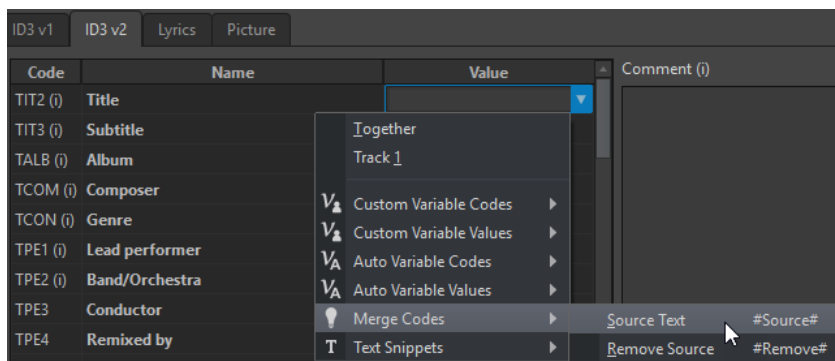 ID3 v1 ID3 v2 Lyrics Picture
Code Name Value Comment (i)
TIT2 (i) Title
TIT3 (i) Subtitle
TALB (i) Album
TCOM (i) Composer
TCON (i) Genre
TPE1 (i) Lead performer
TPE2 (i) Band/Orchestra
TPE3 Conductor
TPE4 Remixed by
Together
Track 1
Custom Variable Codes
Custom Variable Values
Auto Variable Codes
Auto Variable Values
Merge Codes
Text Snippets
Source Text #Source#
Remove Source #Remove#